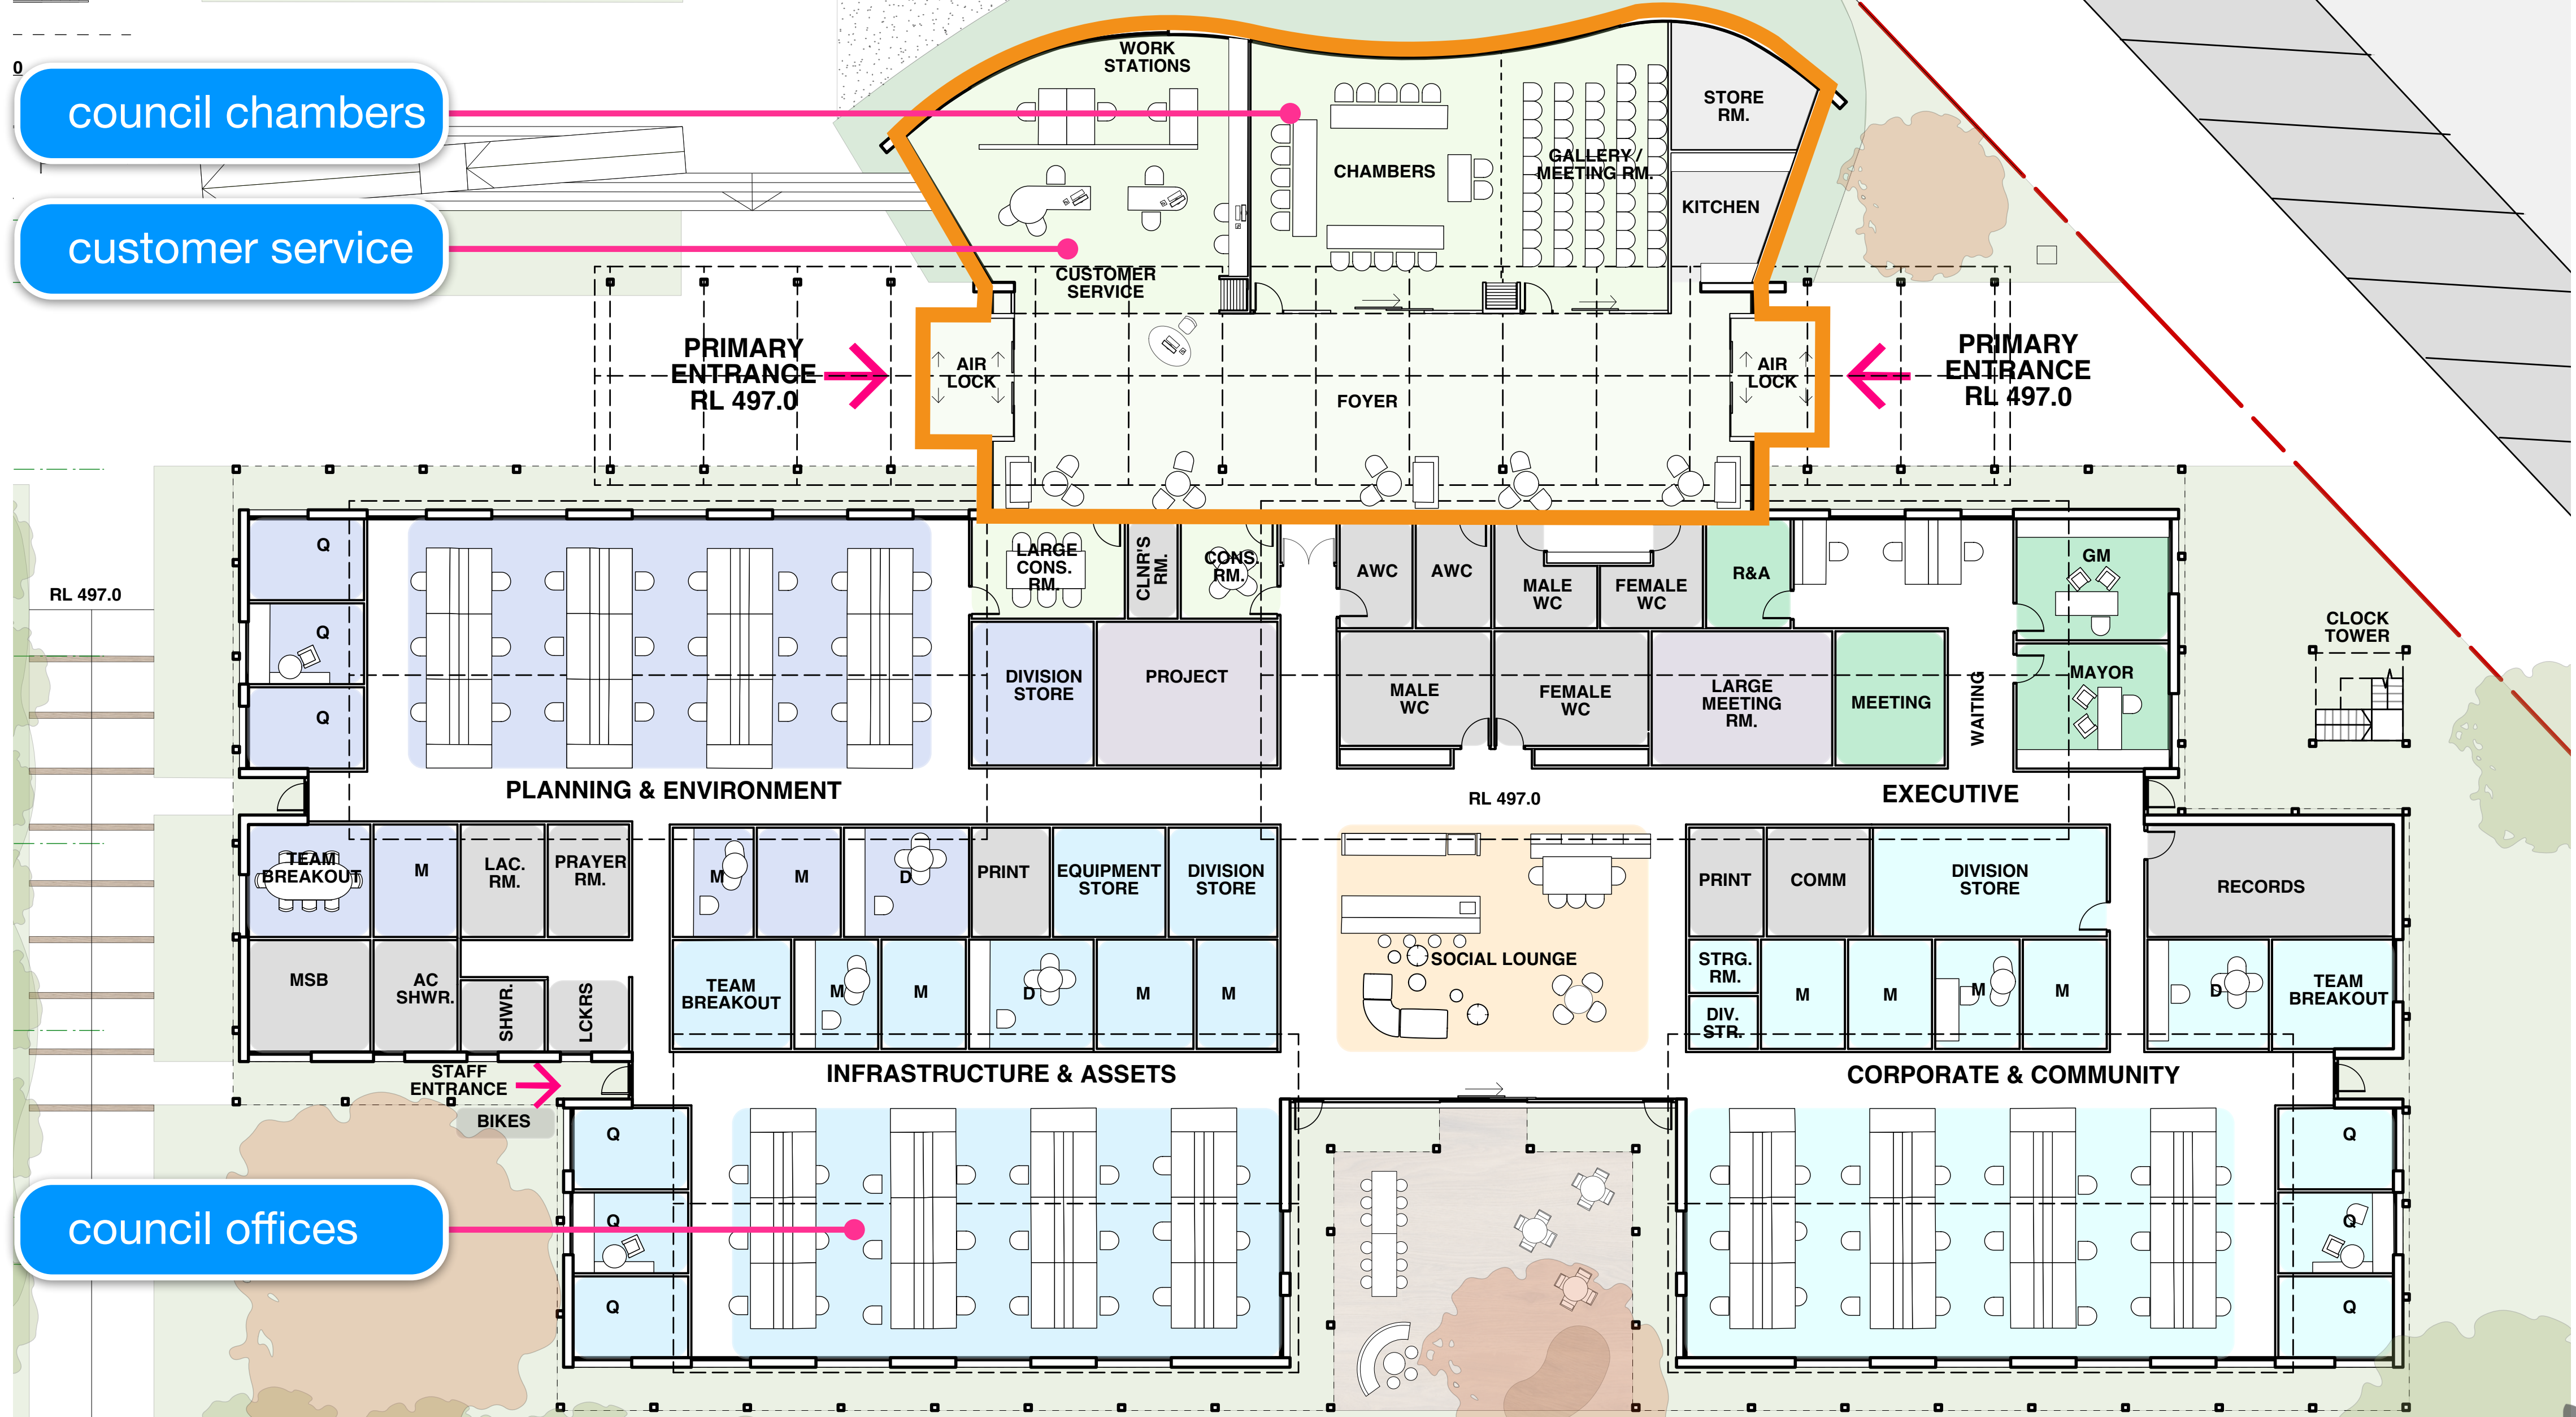 0
WORK
STATIONS
council chambers
STORE
RM.
CHAMBERS
GALLERY /
MEETING RM.
KITCHEN
customer service
CUSTOMER
SERVICE
PRIMARY
ENTRANCE
RL 497.0
AIR
LOCK
FOYER
AIR
LOCK
PRIMARY
ENTRANCE
RL 497.0
RL 497.0
Q
Q
Q
LARGE
CONS.
RM.
CLNR'S
RM.
CONS.
RM.
AWC
AWC
MALE
WC
FEMALE
WC
R&A
GM
CLOCK
TOWER
DIVISION
STORE
PROJECT
MALE
WC
FEMALE
WC
LARGE
MEETING
RM.
MEETING
WAITING
MAYOR
PLANNING & ENVIRONMENT
RL 497.0
EXECUTIVE
TEAM
BREAKOUT
M
LAC.
RM.
PRAYER
RM.
M
M
D
PRINT
EQUIPMENT
STORE
DIVISION
STORE
PRINT
COMM
DIVISION
STORE
RECORDS
MSB
AC
SHWR.
SHWR.
LCKRS
TEAM
BREAKOUT
M
M
D
M
M
SOCIAL LOUNGE
STRG.
RM.
DIV.
STR.
M
M
M
M
D
TEAM
BREAKOUT
STAFF
ENTRANCE
BIKES
INFRASTRUCTURE & ASSETS
CORPORATE & COMMUNITY
Q
Q
Q
council offices
Q
Q
Q